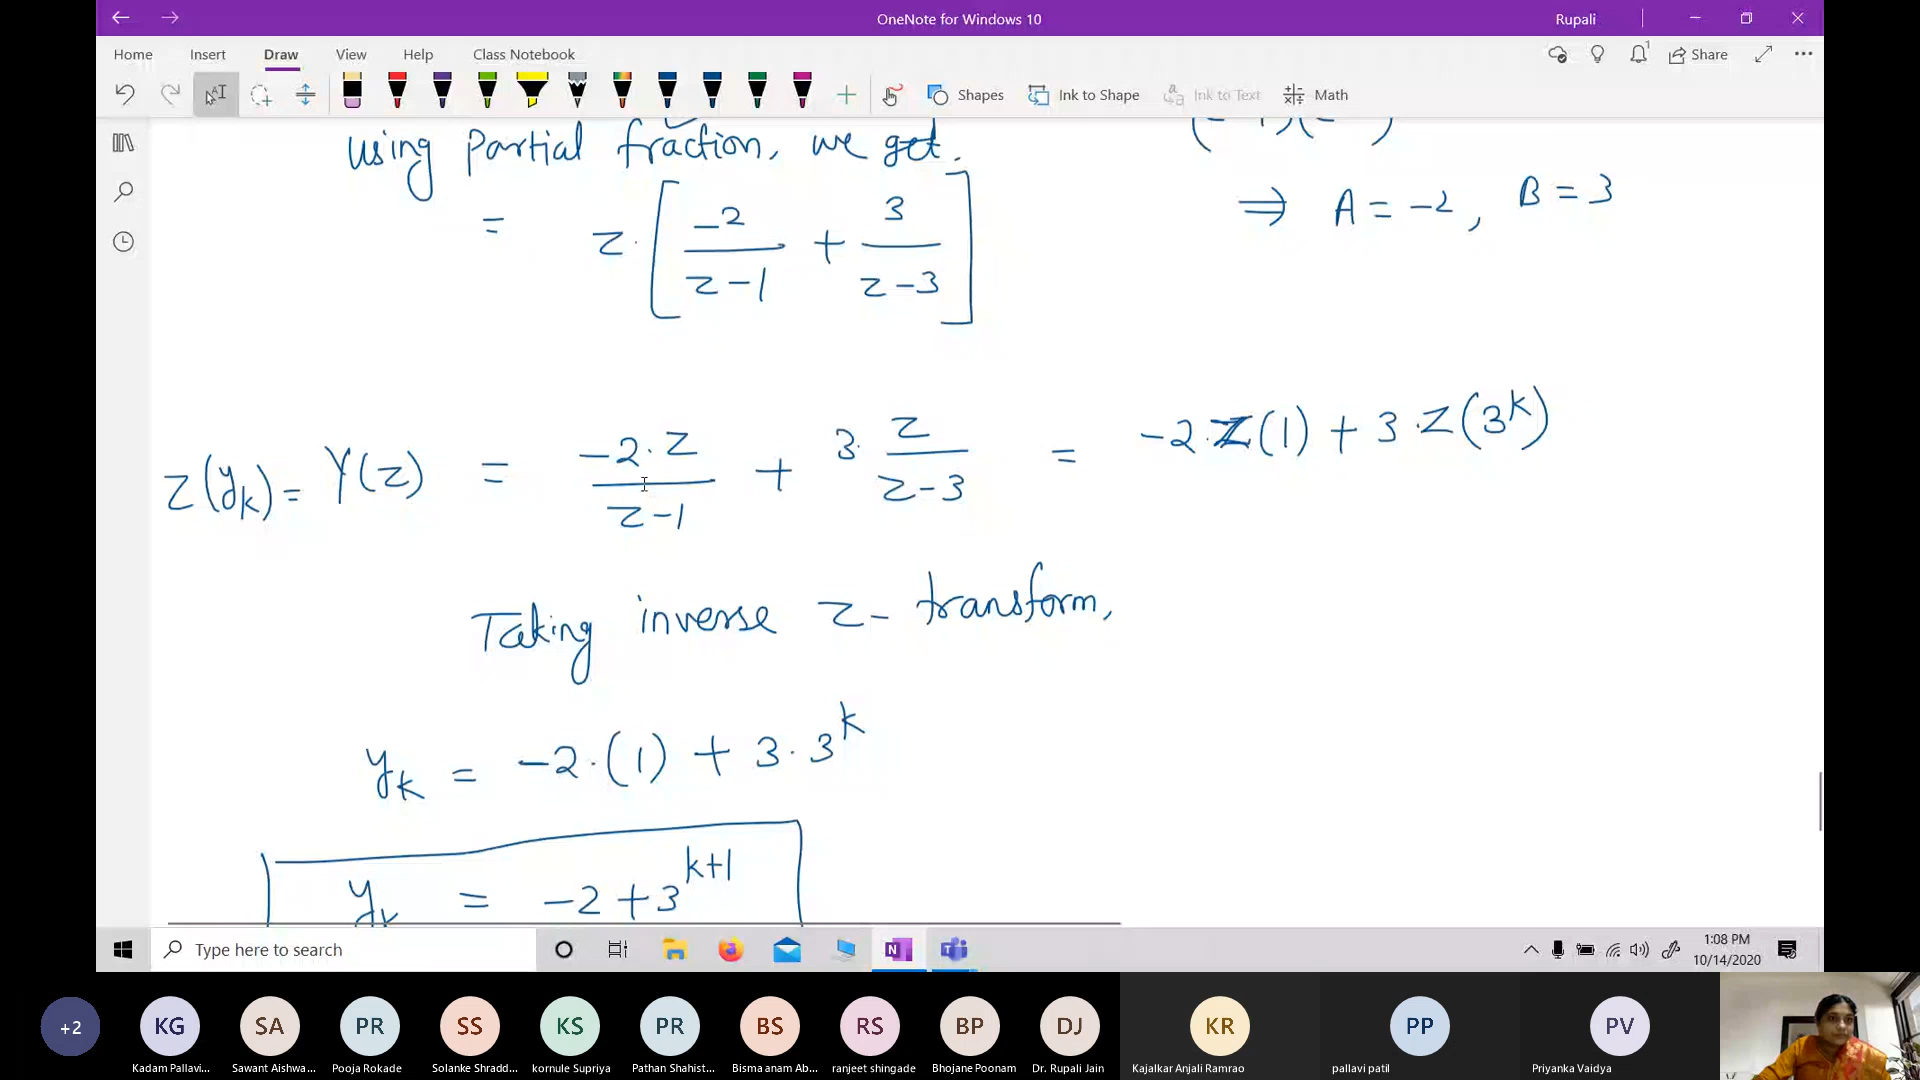 OneNote for Windows 10
Rupali
Home Insert Draw View Help Class Notebook
Share
Shapes Ink to Shape Ink to Text Math
using Partial fraction, we get.
= z · [ -2/(z-1) + 3/(z-3) ]
⇒ A = -2, B = 3
Z(y_k) = Y(z) = -2·z/(z-1) + 3· z/(z-3) = -2·Z(1) + 3·Z(3^k)
Taking inverse z- transform,
y_k = -2·(1) + 3·3^k
y_k = -2+3^{k+1}
Type here to search
1:08 PM
10/14/2020
+2 KG SA PR SS KS PR BS RS BP DJ KR PP PV
Kadam Pallavi... Sawant Aishwa... Pooja Rokade Solanke Shradd... kornule Supriya Pathan Shahist... Bisma anam Ab... ranjeet shingade Bhojane Poonam Dr. Rupali Jain Kajalkar Anjali Ramrao pallavi patil Priyanka Vaidya